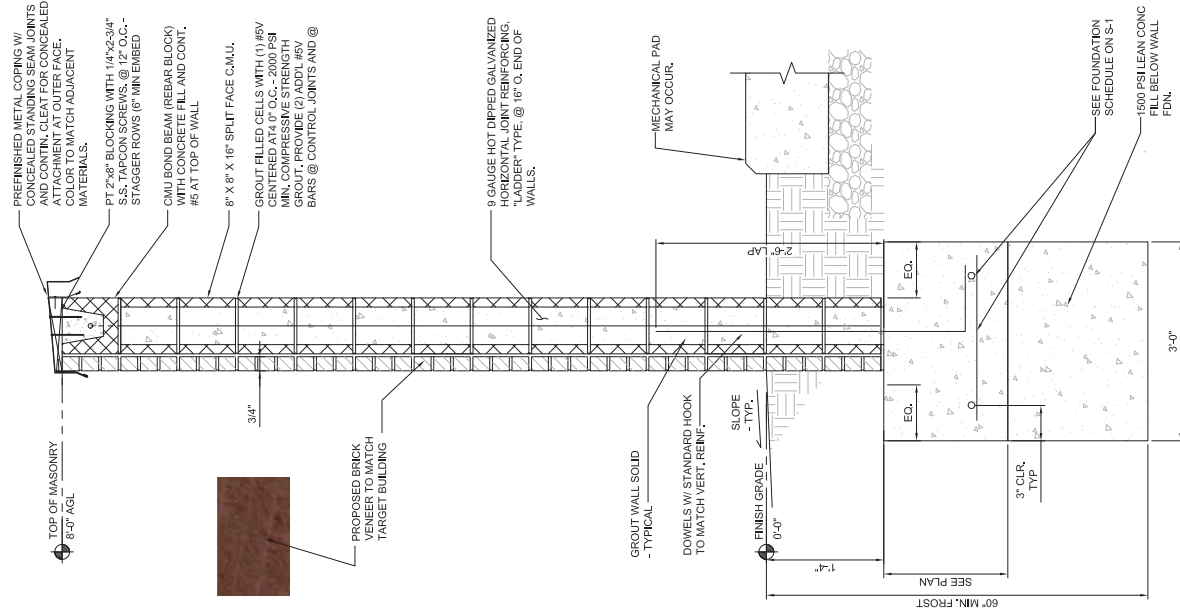 PREFINISHED METAL COPING W/
CONCEALED STANDING SEAM JOINTS
AND CONTIN. CLEAT FOR CONCEALED
ATTACHMENT AT OUTER FACE.
COLOR TO MATCH ADJACENT
MATERIALS.
PT 2"x8" BLOCKING WITH 1/4"x2-3/4"
S.S. TAPCON SCREWS, @ 12" O.C. -
STAGGER ROWS (6" MIN EMBED
CMU BOND BEAM (REBAR BLOCK)
WITH CONCRETE FILL AND CONT.
#5 AT TOP OF WALL
8" X 8" X 16" SPLIT FACE C.M.U.
GROUT FILLED CELLS WITH (1) #5V
CENTERED AT4 0" O.C. - 2000 PSI
MIN. COMPRESSIVE STRENGTH
GROUT. PROVIDE (2) ADD'L #5V
BARS @ CONTROL JOINTS AND @
9 GAUGE HOT DIPPED GALVANIZED
HORIZONTAL JOINT REINFORCING,
"LADDER" TYPE, @ 16" O. END OF
WALLS.
MECHANICAL PAD
MAY OCCUR.
SEE FOUNDATION
SCHEDULE ON S-1
1500 PSI LEAN CONC
FILL BELOW WALL
FDN.
2'-6" LAP
EQ.
EQ.
3'-0"
TOP OF MASONRY
8'-0" AGL
3/4"
PROPOSED BRICK
VENEER TO MATCH
TARGET BUILDING
GROUT WALL SOLID
- TYPICAL
DOWELS W/ STANDARD HOOK
TO MATCH VERT. REINF.
SLOPE
- TYP.
FINISH GRADE
0'-0"
3" CLR.
TYP
1'-4"
SEE PLAN
60" MIN. FROST